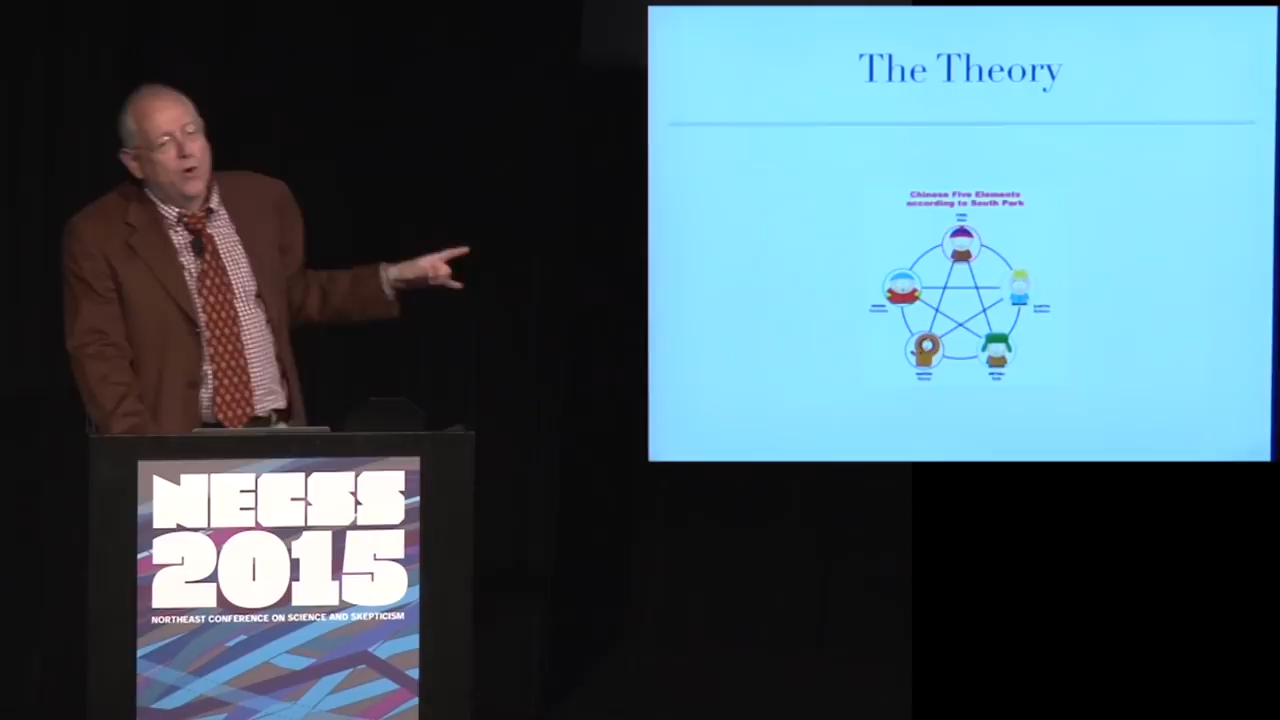 The Theory
Chinese Five Elements
according to South Park
NECSS
2015
NORTHEAST CONFERENCE ON SCIENCE AND SKEPTICISM